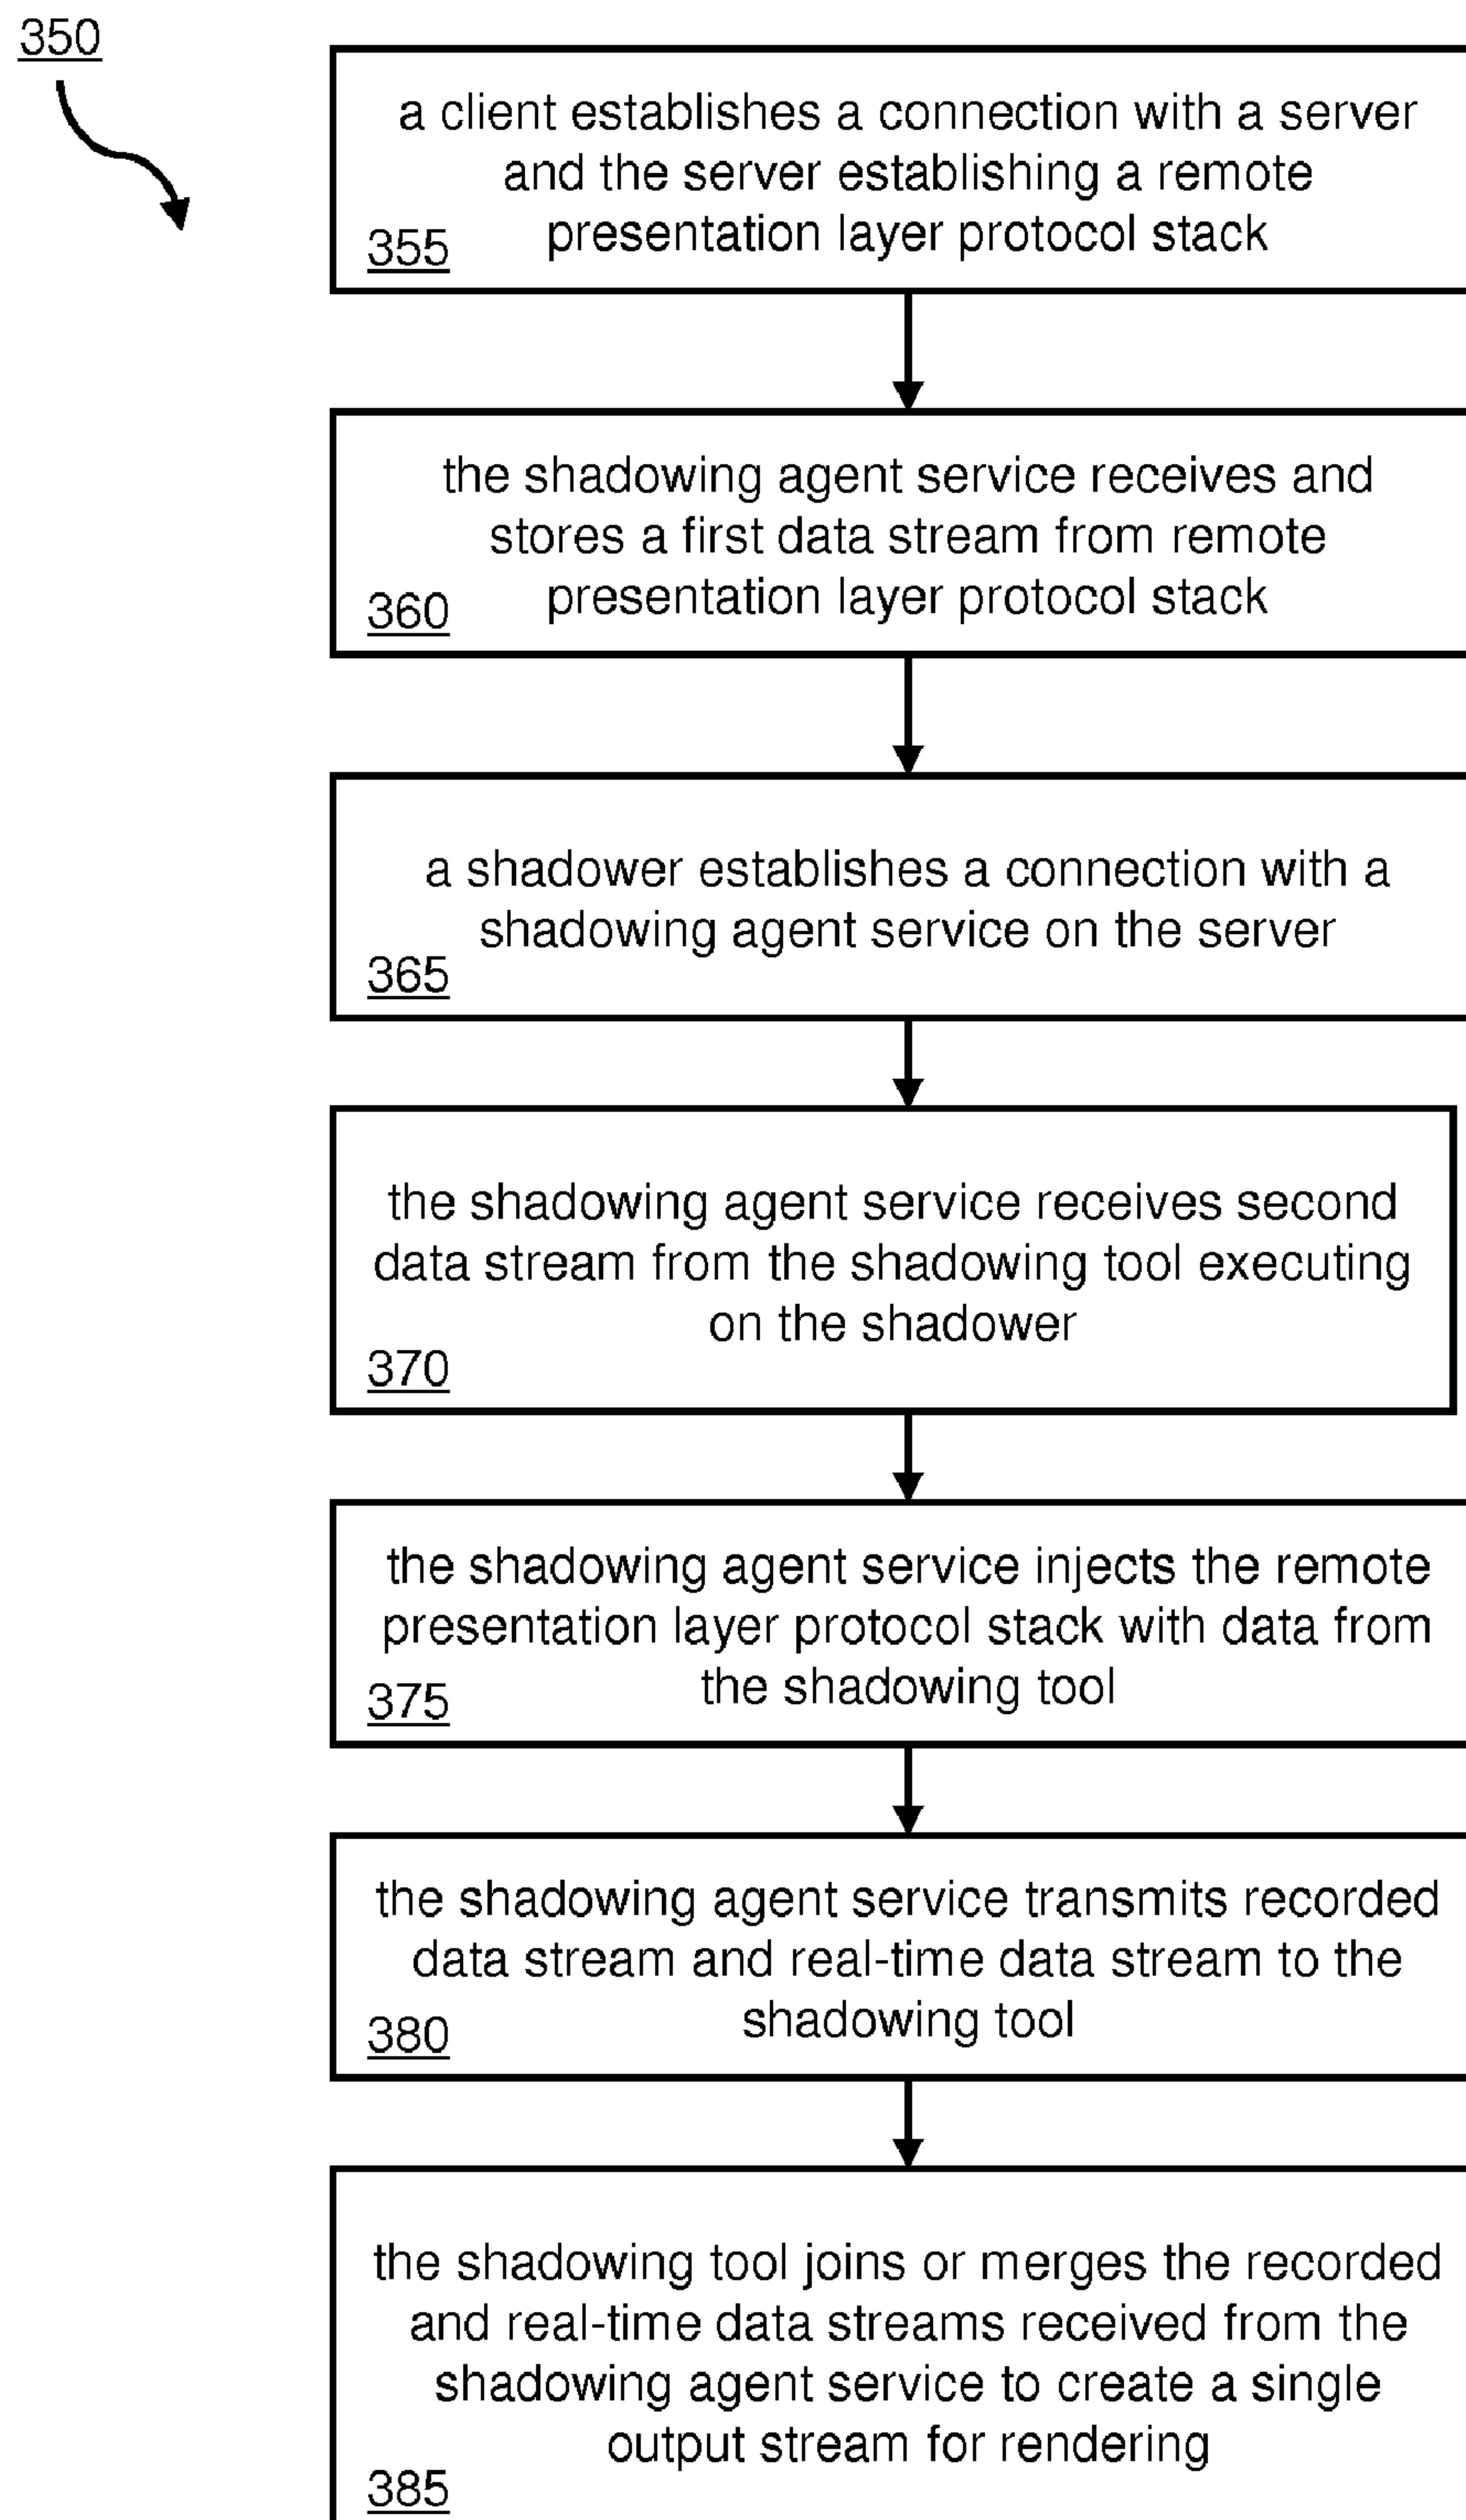 350
a client establishes a connection with a server
and the server establishing a remote
presentation layer protocol stack
355
the shadowing agent service receives and
stores a first data stream from remote
presentation layer protocol stack
360
a shadower establishes a connection with a
shadowing agent service on the server
365
the shadowing agent service receives second
data stream from the shadowing tool executing
on the shadower
370
the shadowing agent service injects the remote
presentation layer protocol stack with data from
the shadowing tool
375
the shadowing agent service transmits recorded
data stream and real-time data stream to the
shadowing tool
380
the shadowing tool joins or merges the recorded
and real-time data streams received from the
shadowing agent service to create a single
output stream for rendering
385